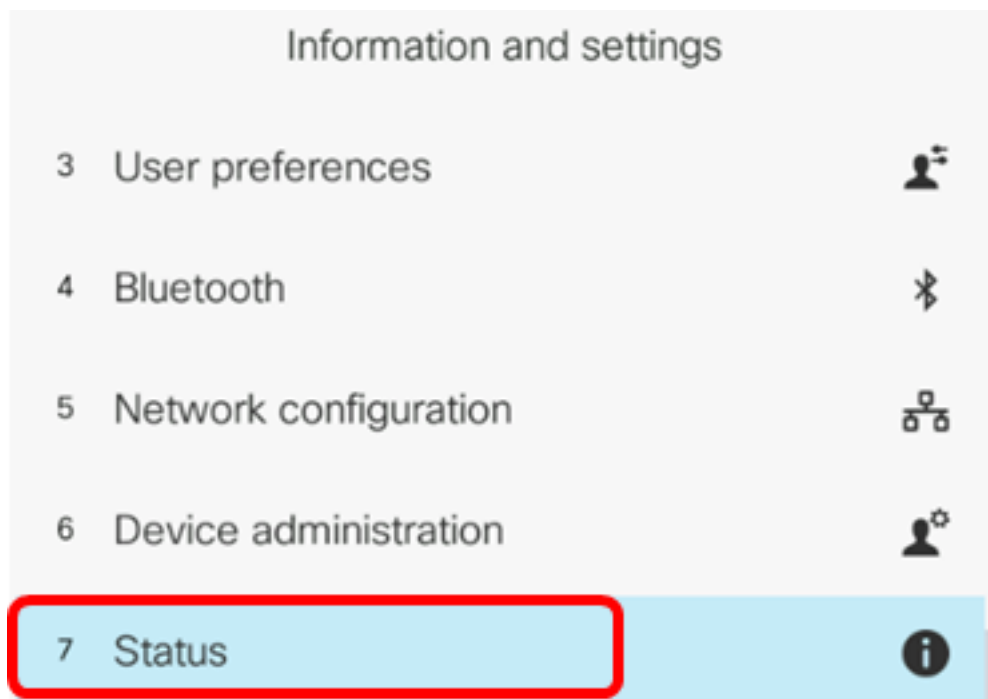 Information and settings
3 User preferences
4 Bluetooth
5 Network configuration
6 Device administration
7 Status